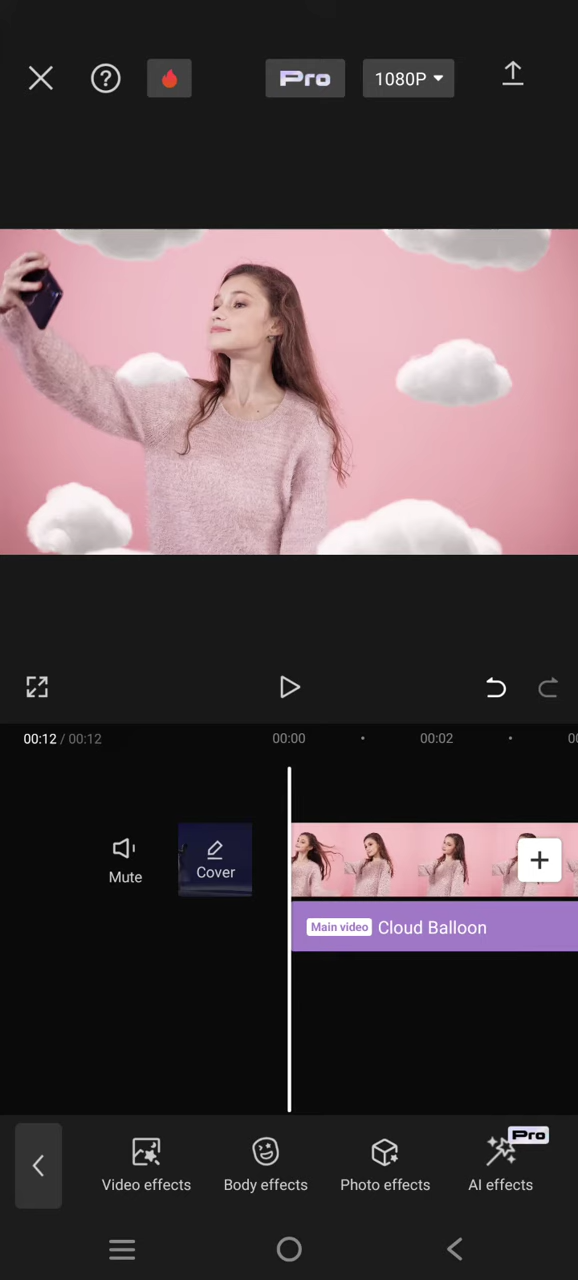 Pro
1080P
00:12 / 00:12
00:00
00:02
Mute
Cover
Main video Cloud Balloon
Pro
Video effects
Body effects
Photo effects
AI effects